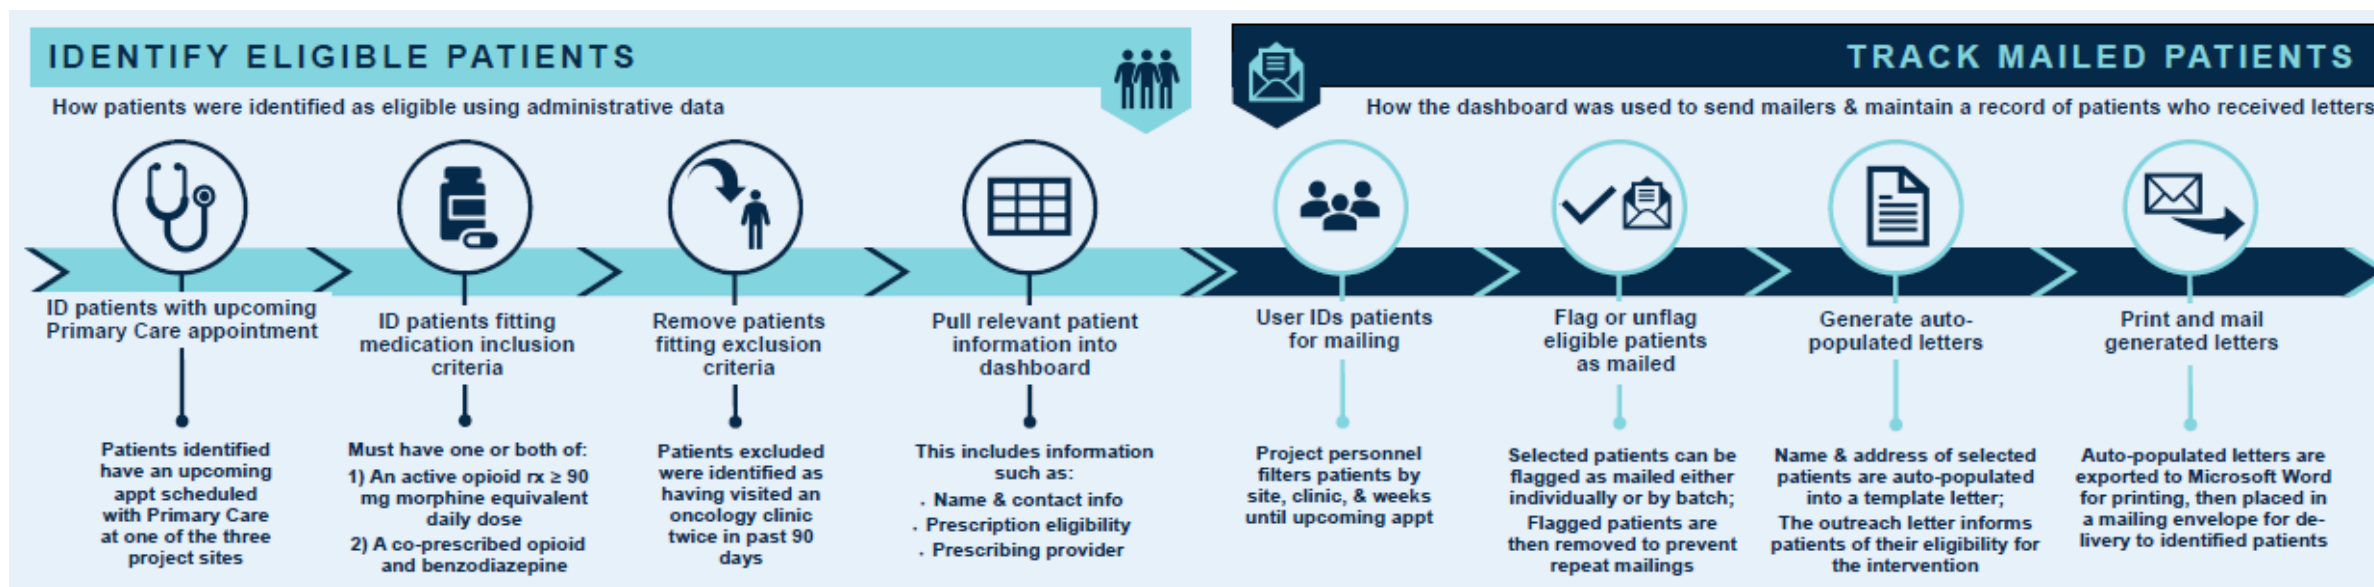 IDENTIFY ELIGIBLE PATIENTS
How patients were identified as eligible using administrative data
ID patients with upcoming
Primary Care appointment
Patients identified
have an upcoming
appt scheduled
with Primary Care
at one of the three
project sites
ID patients fitting
medication inclusion
criteria
Must have one or both of:
1) An active opioid rx ≥ 90
mg morphine equivalent
daily dose
2) A co-prescribed opioid
and benzodiazepine
Remove patients
fitting exclusion
criteria
Patients excluded
were identified as
having visited an
oncology clinic
twice in past 90
days
Pull relevant patient
information into
dashboard
This includes information
such as:
. Name & contact info
. Prescription eligibility
. Prescribing provider
TRACK MAILED PATIENTS
How the dashboard was used to send mailers & maintain a record of patients who received letters
User IDs patients
for mailing
Project personnel
filters patients by
site, clinic, & weeks
until upcoming appt
Flag or unflag
eligible patients
as mailed
Selected patients can be
flagged as mailed either
individually or by batch;
Flagged patients are
then removed to prevent
repeat mailings
Generate auto-
populated letters
Name & address of selected
patients are auto-populated
into a template letter;
The outreach letter informs
patients of their eligibility for
the intervention
Print and mail
generated letters
Auto-populated letters are
exported to Microsoft Word
for printing, then placed in
a mailing envelope for de-
livery to identified patients